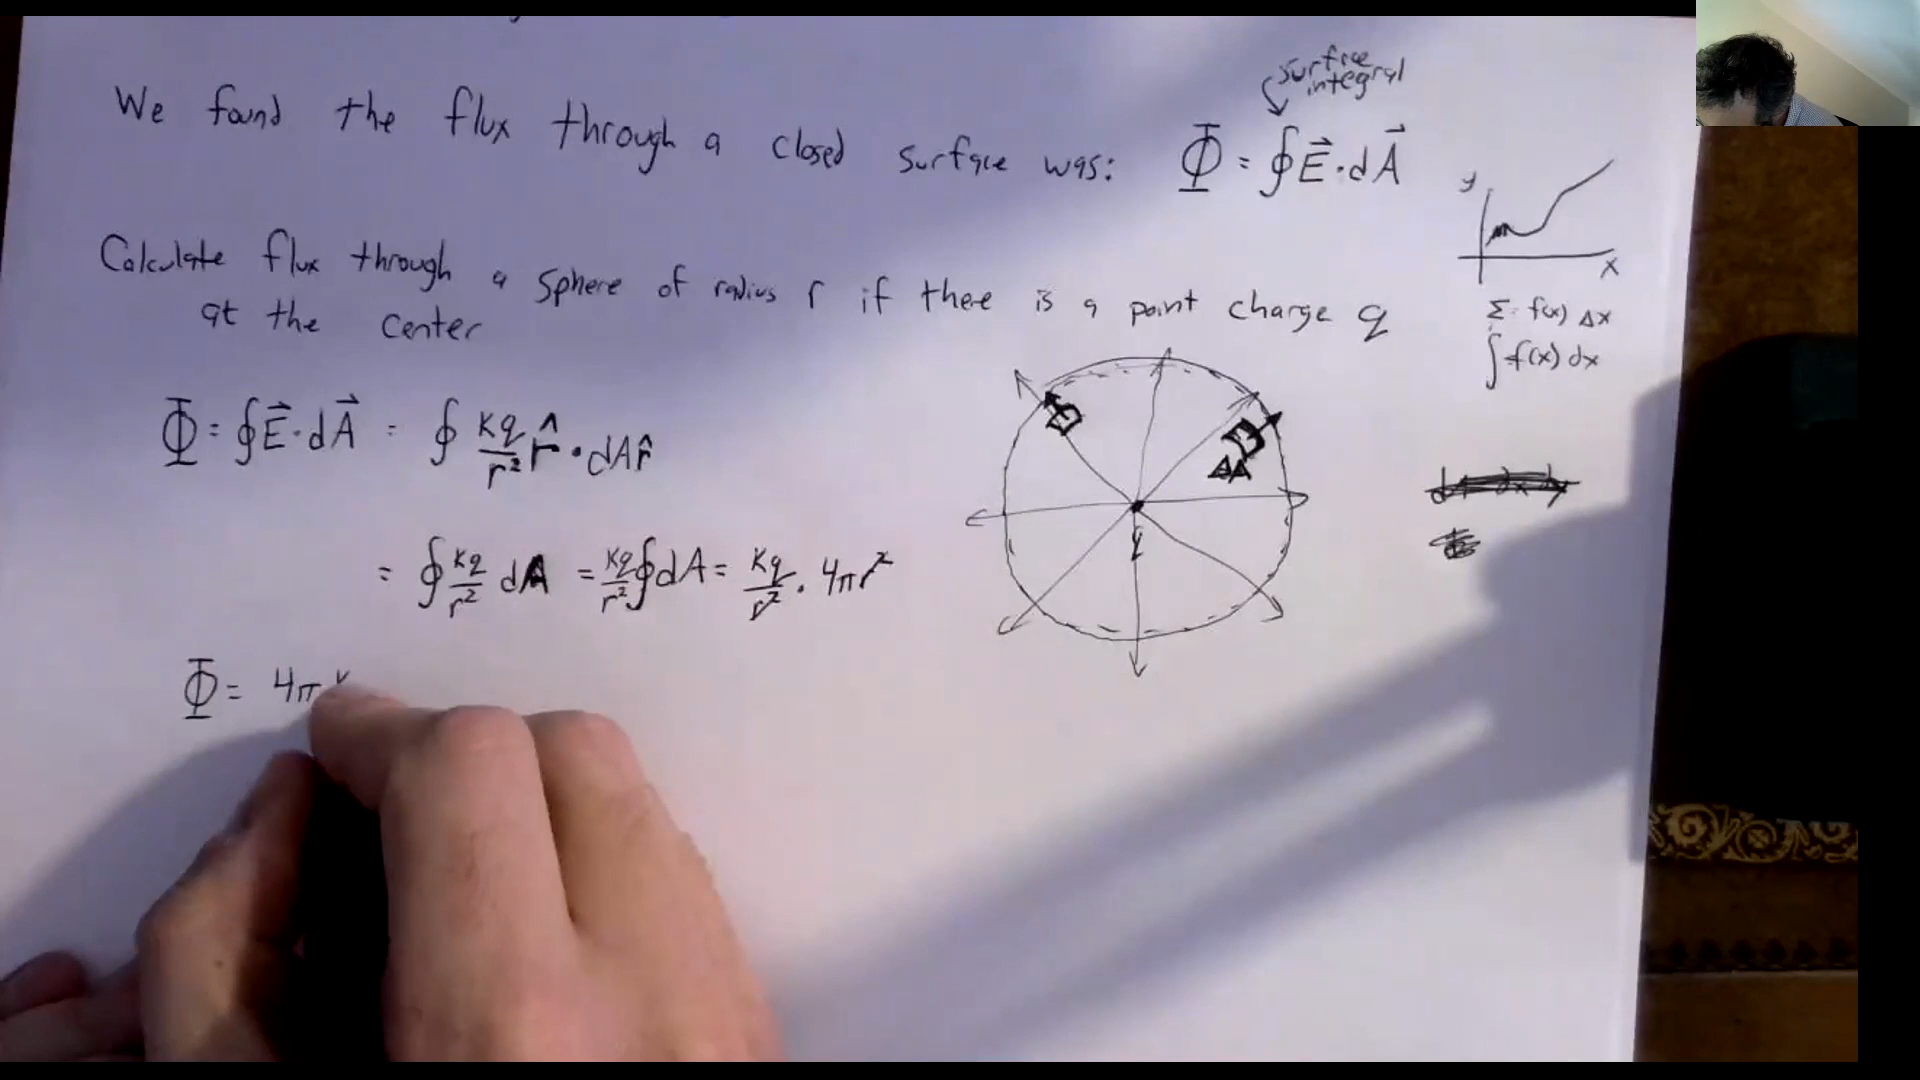 surface
integral
We found the flux through a closed surface was: Φ = ∮E⃗·dA⃗
y
x
Calculate flux through a sphere of radius r if there is a point charge q
at the center
Σ f(x) Δx
∫f(x) dx
Φ = ∮E⃗·dA⃗ = ∮ kq/r² r̂ · dA r̂
ΔA
q
= ∮ kq/r² dA = kq/r² ∮dA = kq/r² · 4πr²
Φ = 4πk